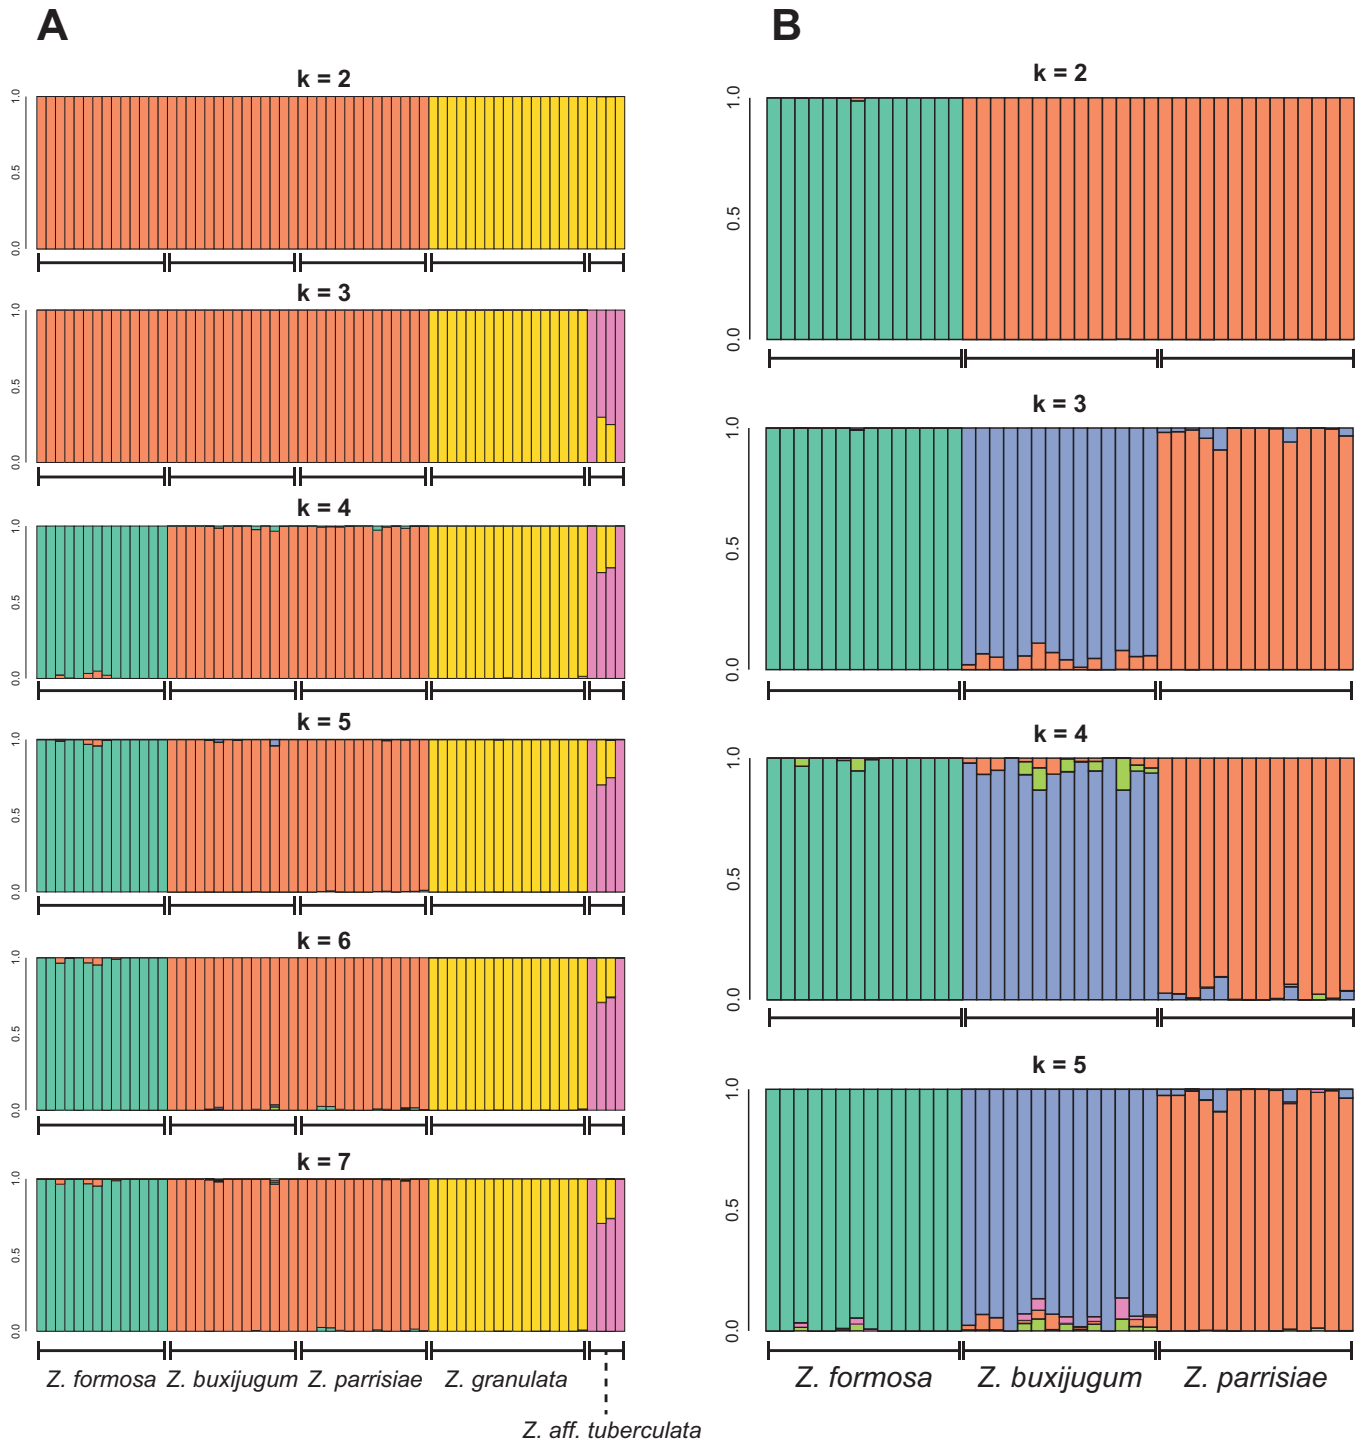 A
k = 2
1.0
0.5
0.0
k = 3
1.0
0.5
0.0
k = 4
1.0
0.5
0.0
k = 5
1.0
0.5
0.0
k = 6
1.0
0.5
0.0
k = 7
1.0
0.5
0.0
Z. formosa Z. buxijugum Z. parrisiae Z. granulata
Z. aff. tuberculata
B
k = 2
1.0
0.5
0.0
k = 3
1.0
0.5
0.0
k = 4
1.0
0.5
0.0
k = 5
1.0
0.5
0.0
Z. formosa Z. buxijugum Z. parrisiae